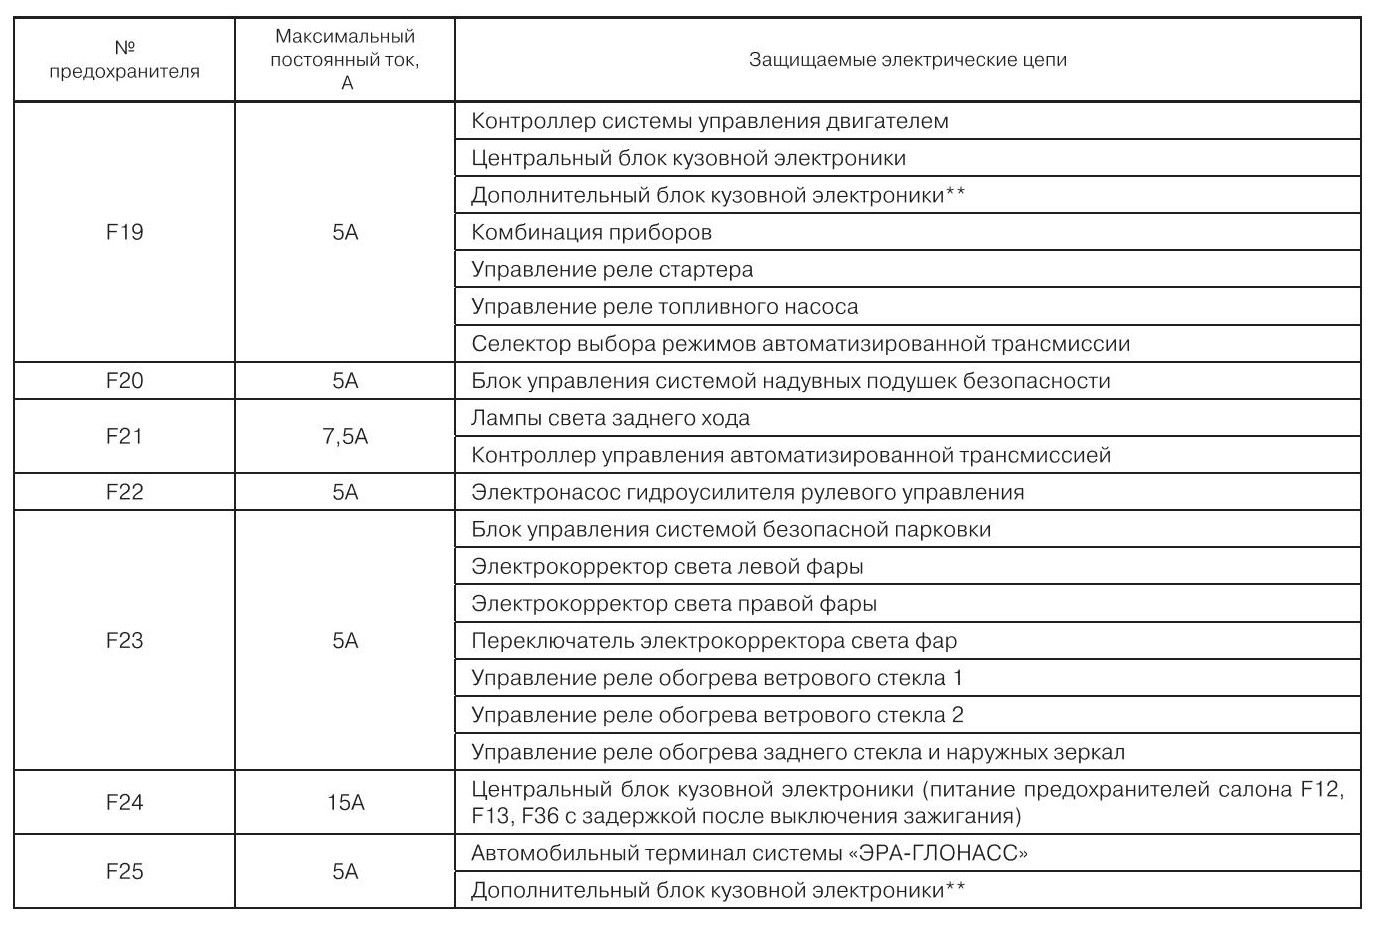 №
предохранителя
Максимальный
постоянный ток,
А
Защищаемые электрические цепи
F19
5А
Контроллер системы управления двигателем
Центральный блок кузовной электроники
Дополнительный блок кузовной электроники**
Комбинация приборов
Управление реле стартера
Управление реле топливного насоса
Селектор выбора режимов автоматизированной трансмиссии
F20
5А
Блок управления системой надувных подушек безопасности
F21
7,5А
Лампы света заднего хода
Контроллер управления автоматизированной трансмиссией
F22
5А
Электронасос гидроусилителя рулевого управления
F23
5А
Блок управления системой безопасной парковки
Электрокорректор света левой фары
Электрокорректор света правой фары
Переключатель электрокорректора света фар
Управление реле обогрева ветрового стекла 1
Управление реле обогрева ветрового стекла 2
Управление реле обогрева заднего стекла и наружных зеркал
F24
15А
Центральный блок кузовной электроники (питание предохранителей салона F12,
F13, F36 с задержкой после выключения зажигания)
F25
5А
Автомобильный терминал системы «ЭРА-ГЛОНАСС»
Дополнительный блок кузовной электроники**